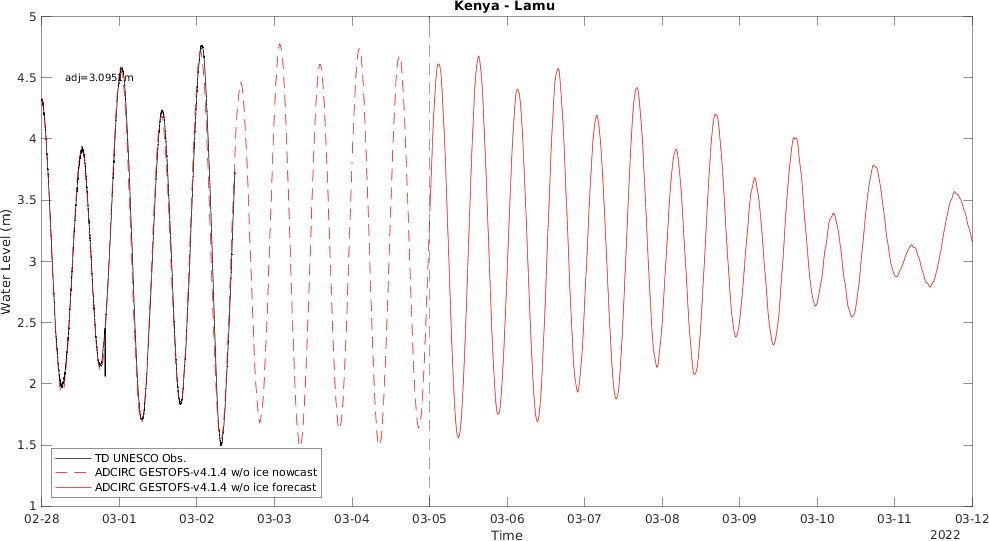 Kenya - Lamu
5
4.5
4
3.5
3
2.5
2
1.5
1
Water Level (m)
adj=3.0951m
TD UNESCO Obs.
ADCIRC GESTOFS-v4.1.4 w/o ice nowcast
ADCIRC GESTOFS-v4.1.4 w/o ice forecast
02-28 03-01 03-02 03-03 03-04 03-05 03-06 03-07 03-08 03-09 03-10 03-11 03-12
Time
2022